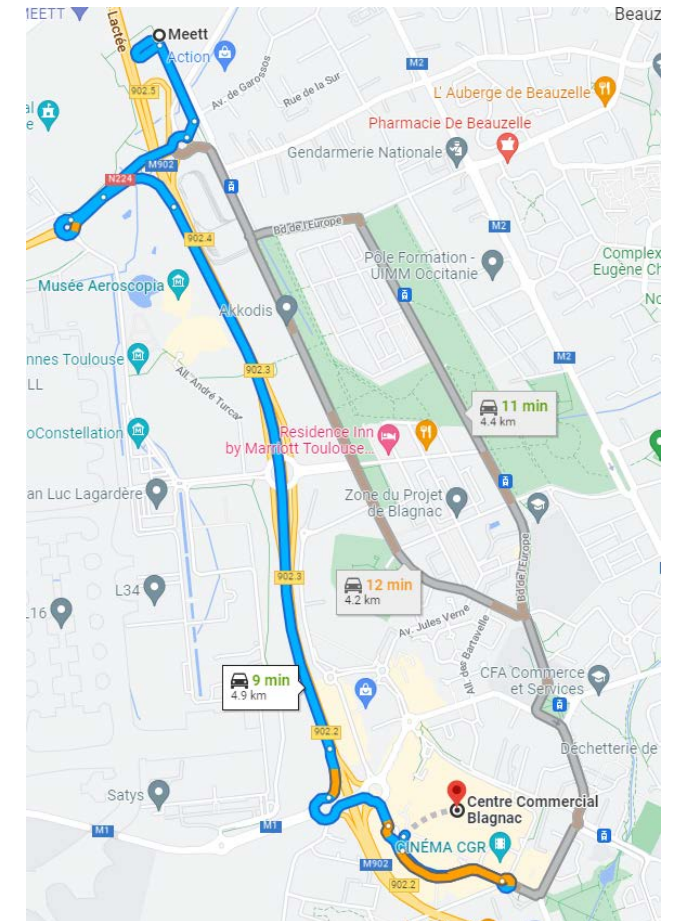 MEETT
Lactée
Meett
Beauz
Action
M2
902.5
Av. de Garossos
Rue de la Sur
L' Auberge de Beauzelle
Pharmacie De Beauzelle
Gendarmerie Nationale
M902
N224
M2
902.4
Bd de l'Europe
Pôle Formation -
UIMM Occitanie
Complex
Eugène Ch
No
Musée Aeroscopia
Akkodis
nnes Toulouse
LL
902.3
M2
All. André Turcat
11 min
4.4 km
oConstellation
Residence Inn
by Marriott Toulouse...
an Luc Lagardère
Zone du Projet
de Blagnac
902.3
12 min
4.2 km
Bd de l'Europe
L34
L16
Av. Jules Verne
All. des Bartavelle
9 min
4.9 km
CFA Commerce
et Services
902.2
Déchetterie de
Satys
Centre Commercial
Blagnac
M1
M1
CINÉMA CGR
M902
902.2